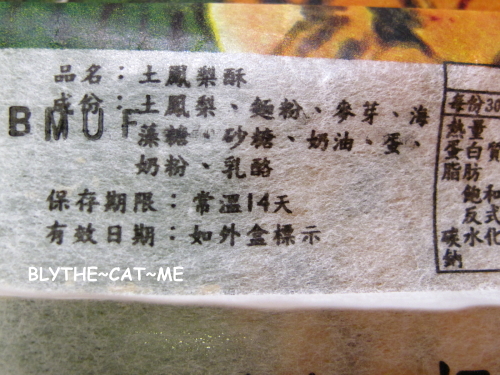 品名：土鳳梨酥
成份：土鳳梨、麵粉、麥芽、海
藻糖、砂糖、奶油、蛋、
奶粉、乳酪
保存期限：常溫14天
有效日期：如外盒標示
BMUF
每份3
熱量
蛋白質
脂肪
飽和
反式
碳水化
鈉
BLYTHE~CAT~ME